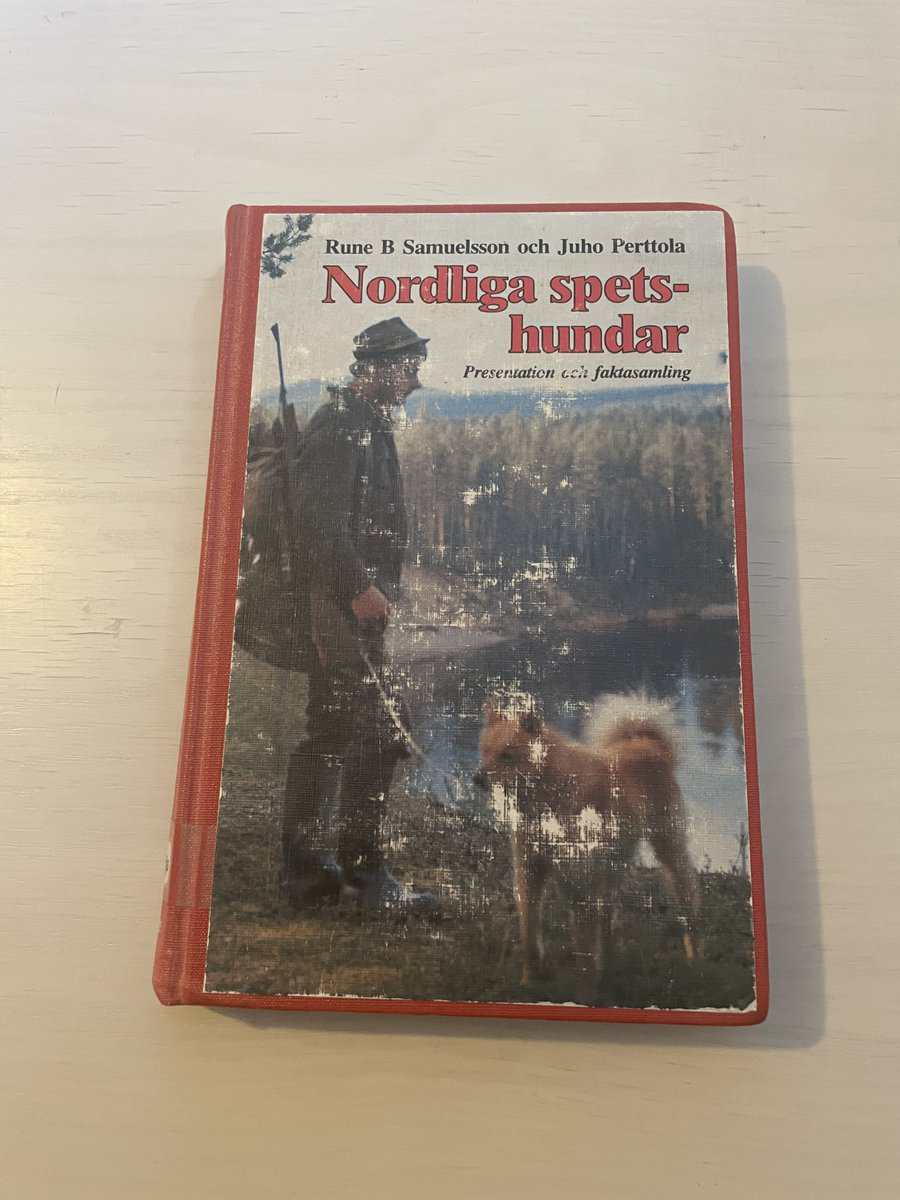 Rune B Samuelsson och Juho Perttola
Nordliga spets-
hundar
Presentation och faktasamling